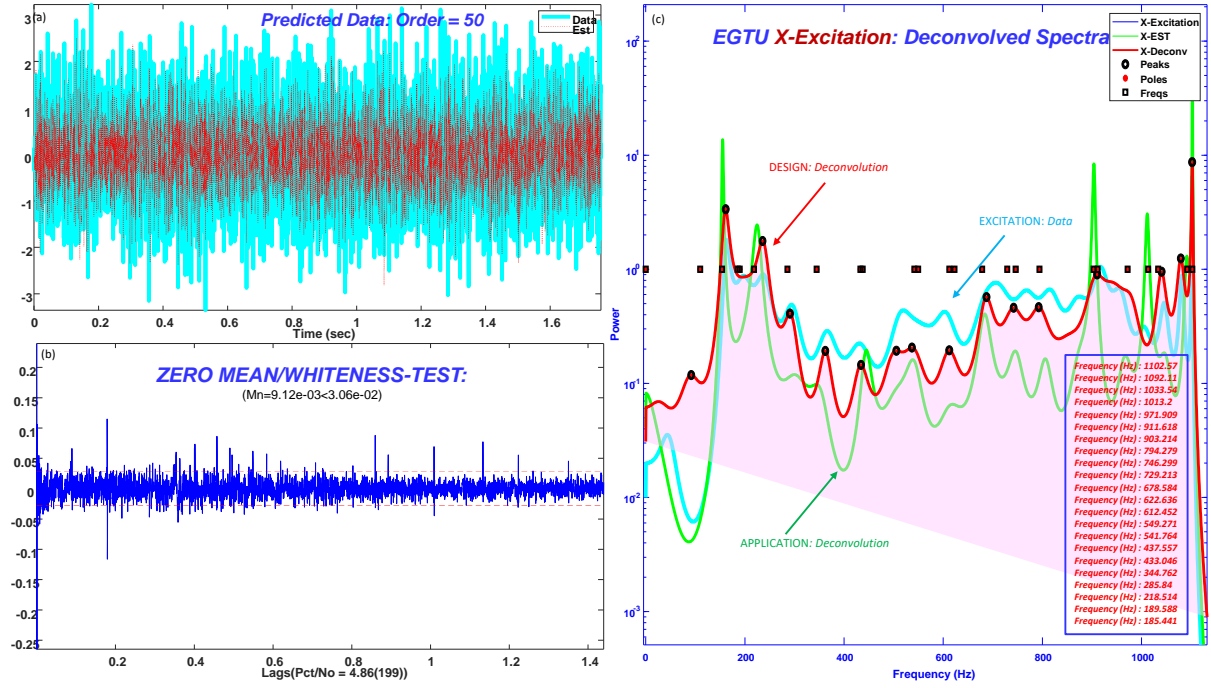 (a)
Predicted Data: Order = 50
Data
Est
3
2
1
0
-1
-2
-3
0
0.2
0.4
0.6
0.8
1
1.2
1.4
1.6
Time (sec)
(b)
ZERO MEAN/WHITENESS-TEST:
(Mn=9.12e-03<3.06e-02)
0.2
0.15
0.1
0.05
0
-0.05
-0.1
-0.15
-0.2
-0.25
0.2
0.4
0.6
0.8
1
1.2
1.4
Lags(Pct/No = 4.86(199))
(c)
EGTU X-Excitation: Deconvolved Spectra
X-Excitation
X-EST
X-Deconv
Peaks
Poles
Freqs
DESIGN: Deconvolution
EXCITATION: Data
APPLICATION: Deconvolution
Power
10^2
10^1
10^0
10^-1
10^-2
10^-3
0
200
400
600
800
1000
Frequency (Hz)
Frequency (Hz) : 1102.57
Frequency (Hz) : 1092.11
Frequency (Hz) : 1033.54
Frequency (Hz) : 1013.2
Frequency (Hz) : 971.909
Frequency (Hz) : 911.618
Frequency (Hz) : 903.214
Frequency (Hz) : 794.279
Frequency (Hz) : 746.299
Frequency (Hz) : 729.213
Frequency (Hz) : 678.584
Frequency (Hz) : 622.636
Frequency (Hz) : 612.452
Frequency (Hz) : 549.271
Frequency (Hz) : 541.764
Frequency (Hz) : 437.557
Frequency (Hz) : 433.046
Frequency (Hz) : 344.762
Frequency (Hz) : 285.84
Frequency (Hz) : 218.514
Frequency (Hz) : 189.588
Frequency (Hz) : 185.441